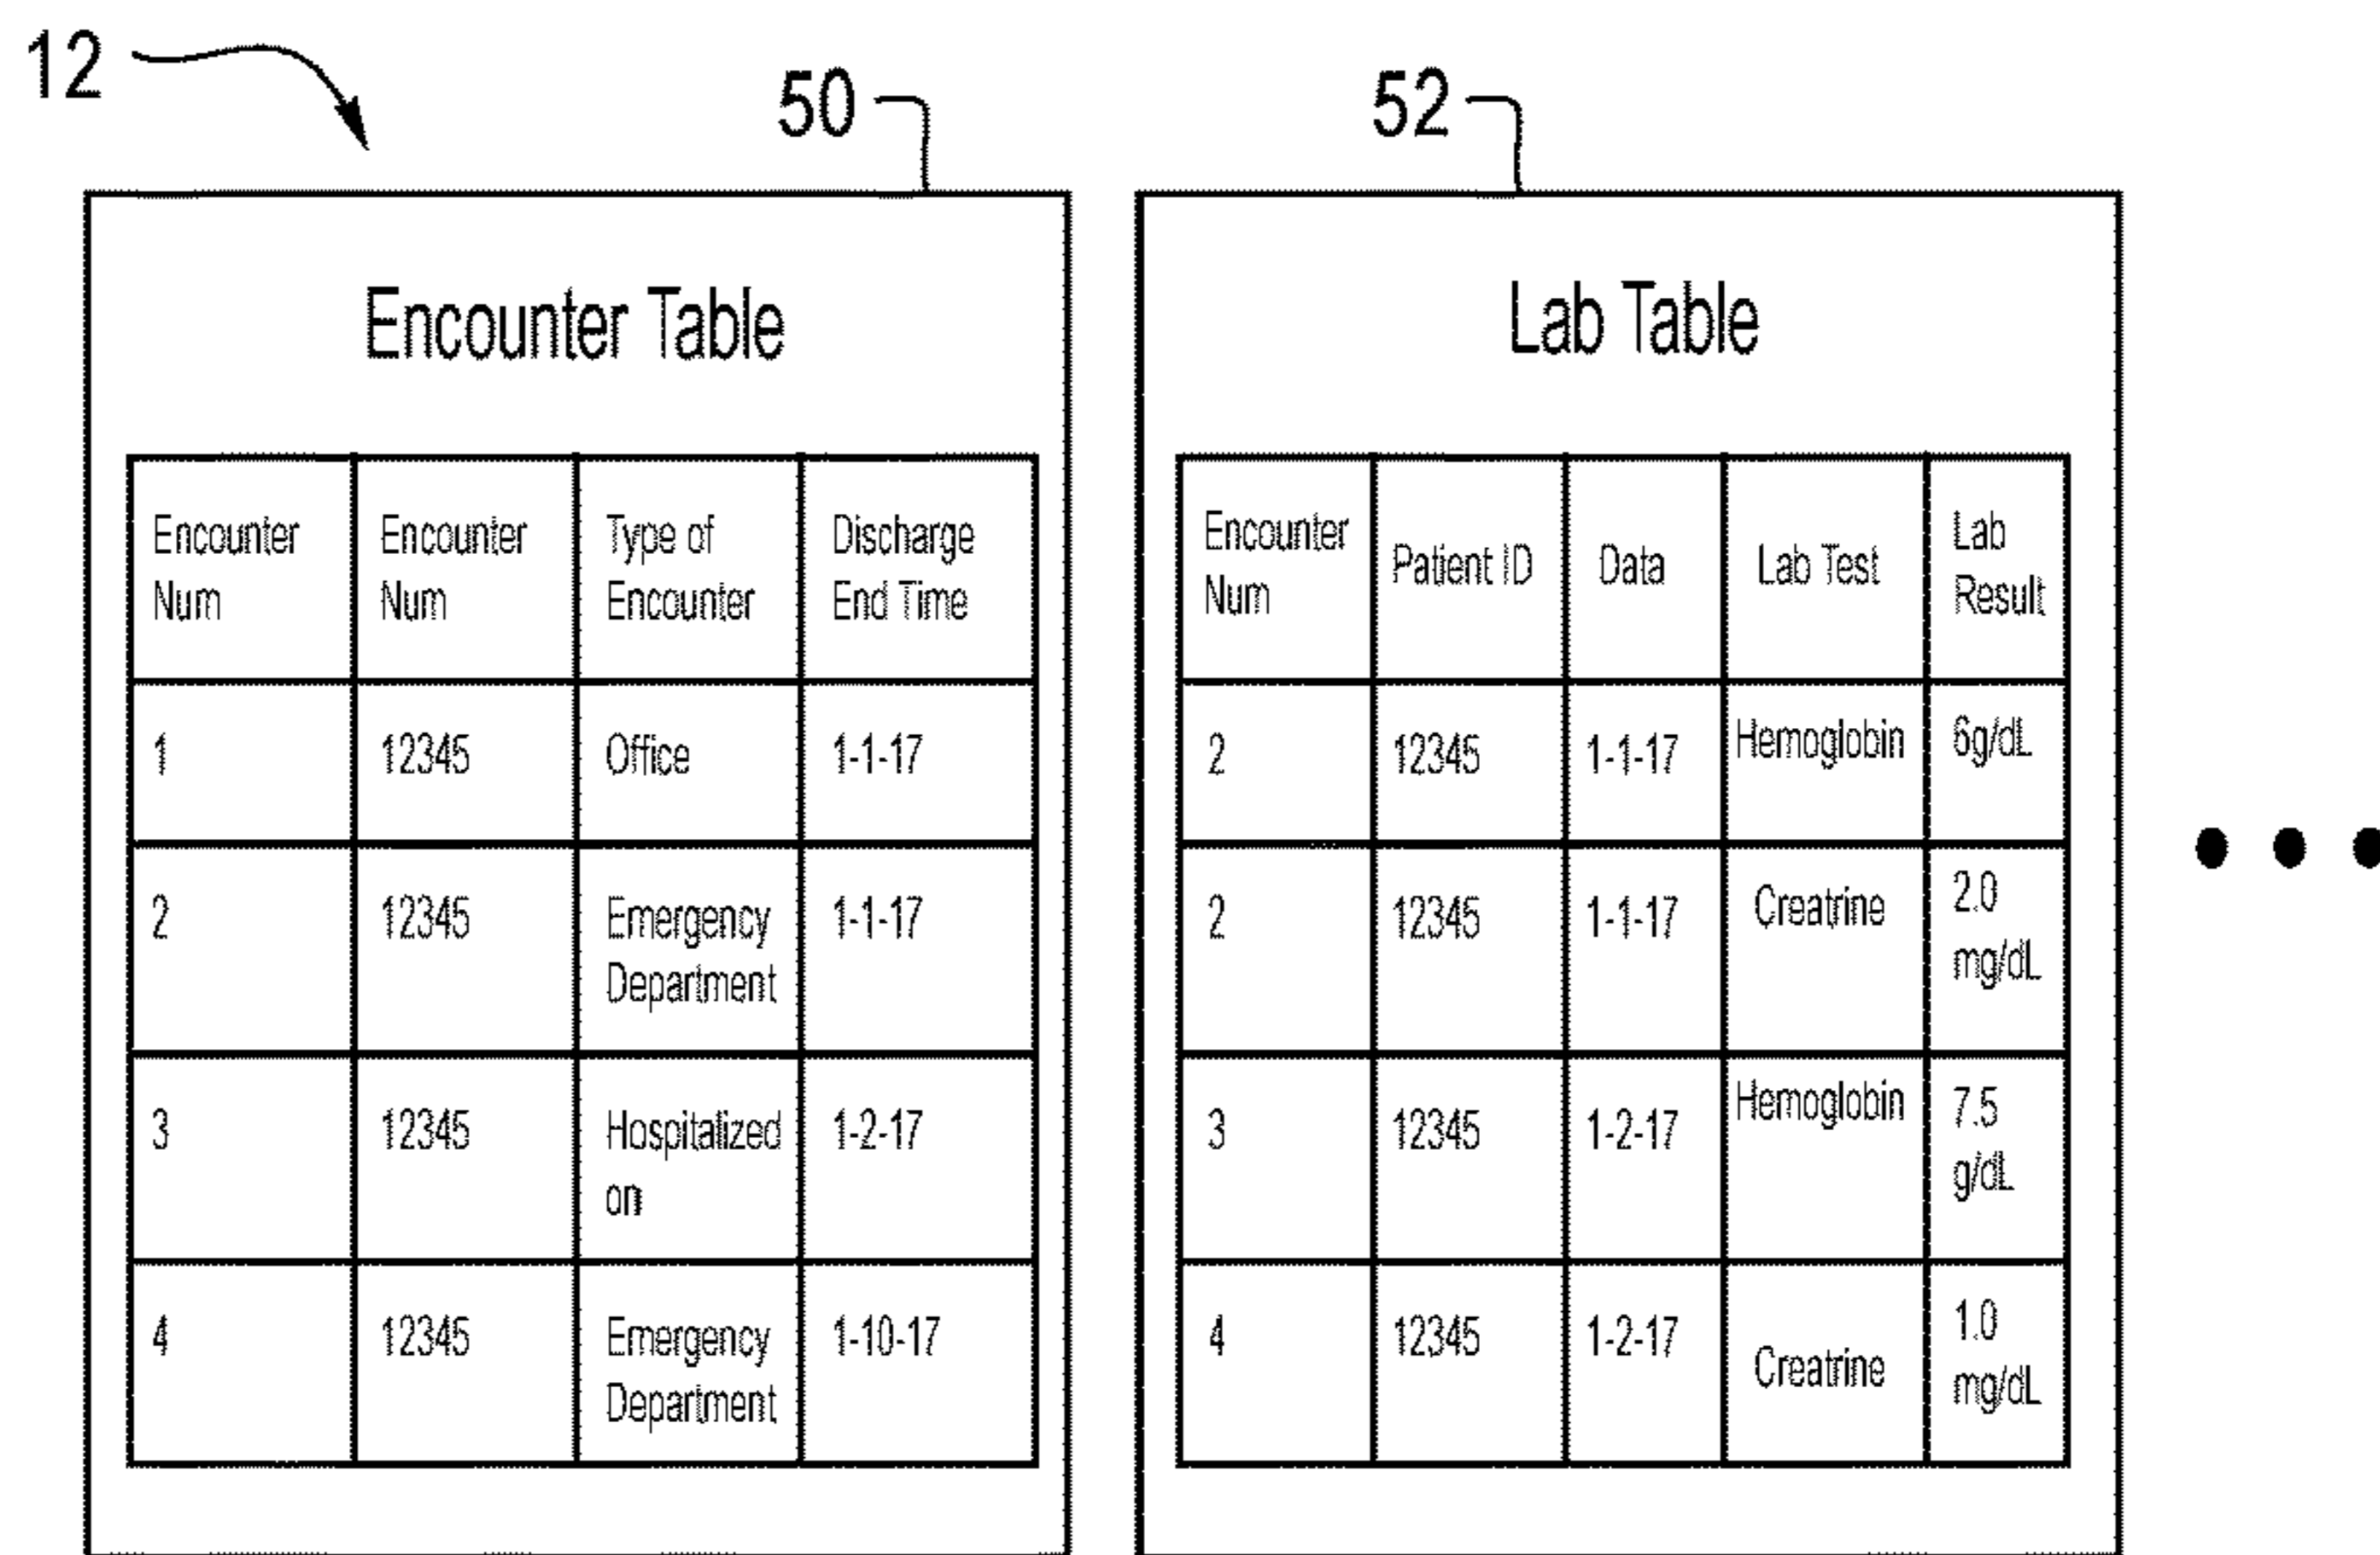 12
50
52
Encounter Table
Encounter
Num
Encounter
Num
Type of
Encounter
Discharge
End Time
1
12345
Office
1-1-17
2
12345
Emergency
Department
1-1-17
3
12345
Hospitalized
on
1-2-17
4
12345
Emergency
Department
1-10-17
Lab Table
Encounter
Num
Patient ID
Data
Lab Test
Lab
Result
2
12345
1-1-17
Hemoglobin
6g/dL
2
12345
1-1-17
Creatrine
2.0
mg/dL
3
12345
1-2-17
Hemoglobin
7.5
g/dL
4
12345
1-2-17
Creatrine
1.0
mg/dL